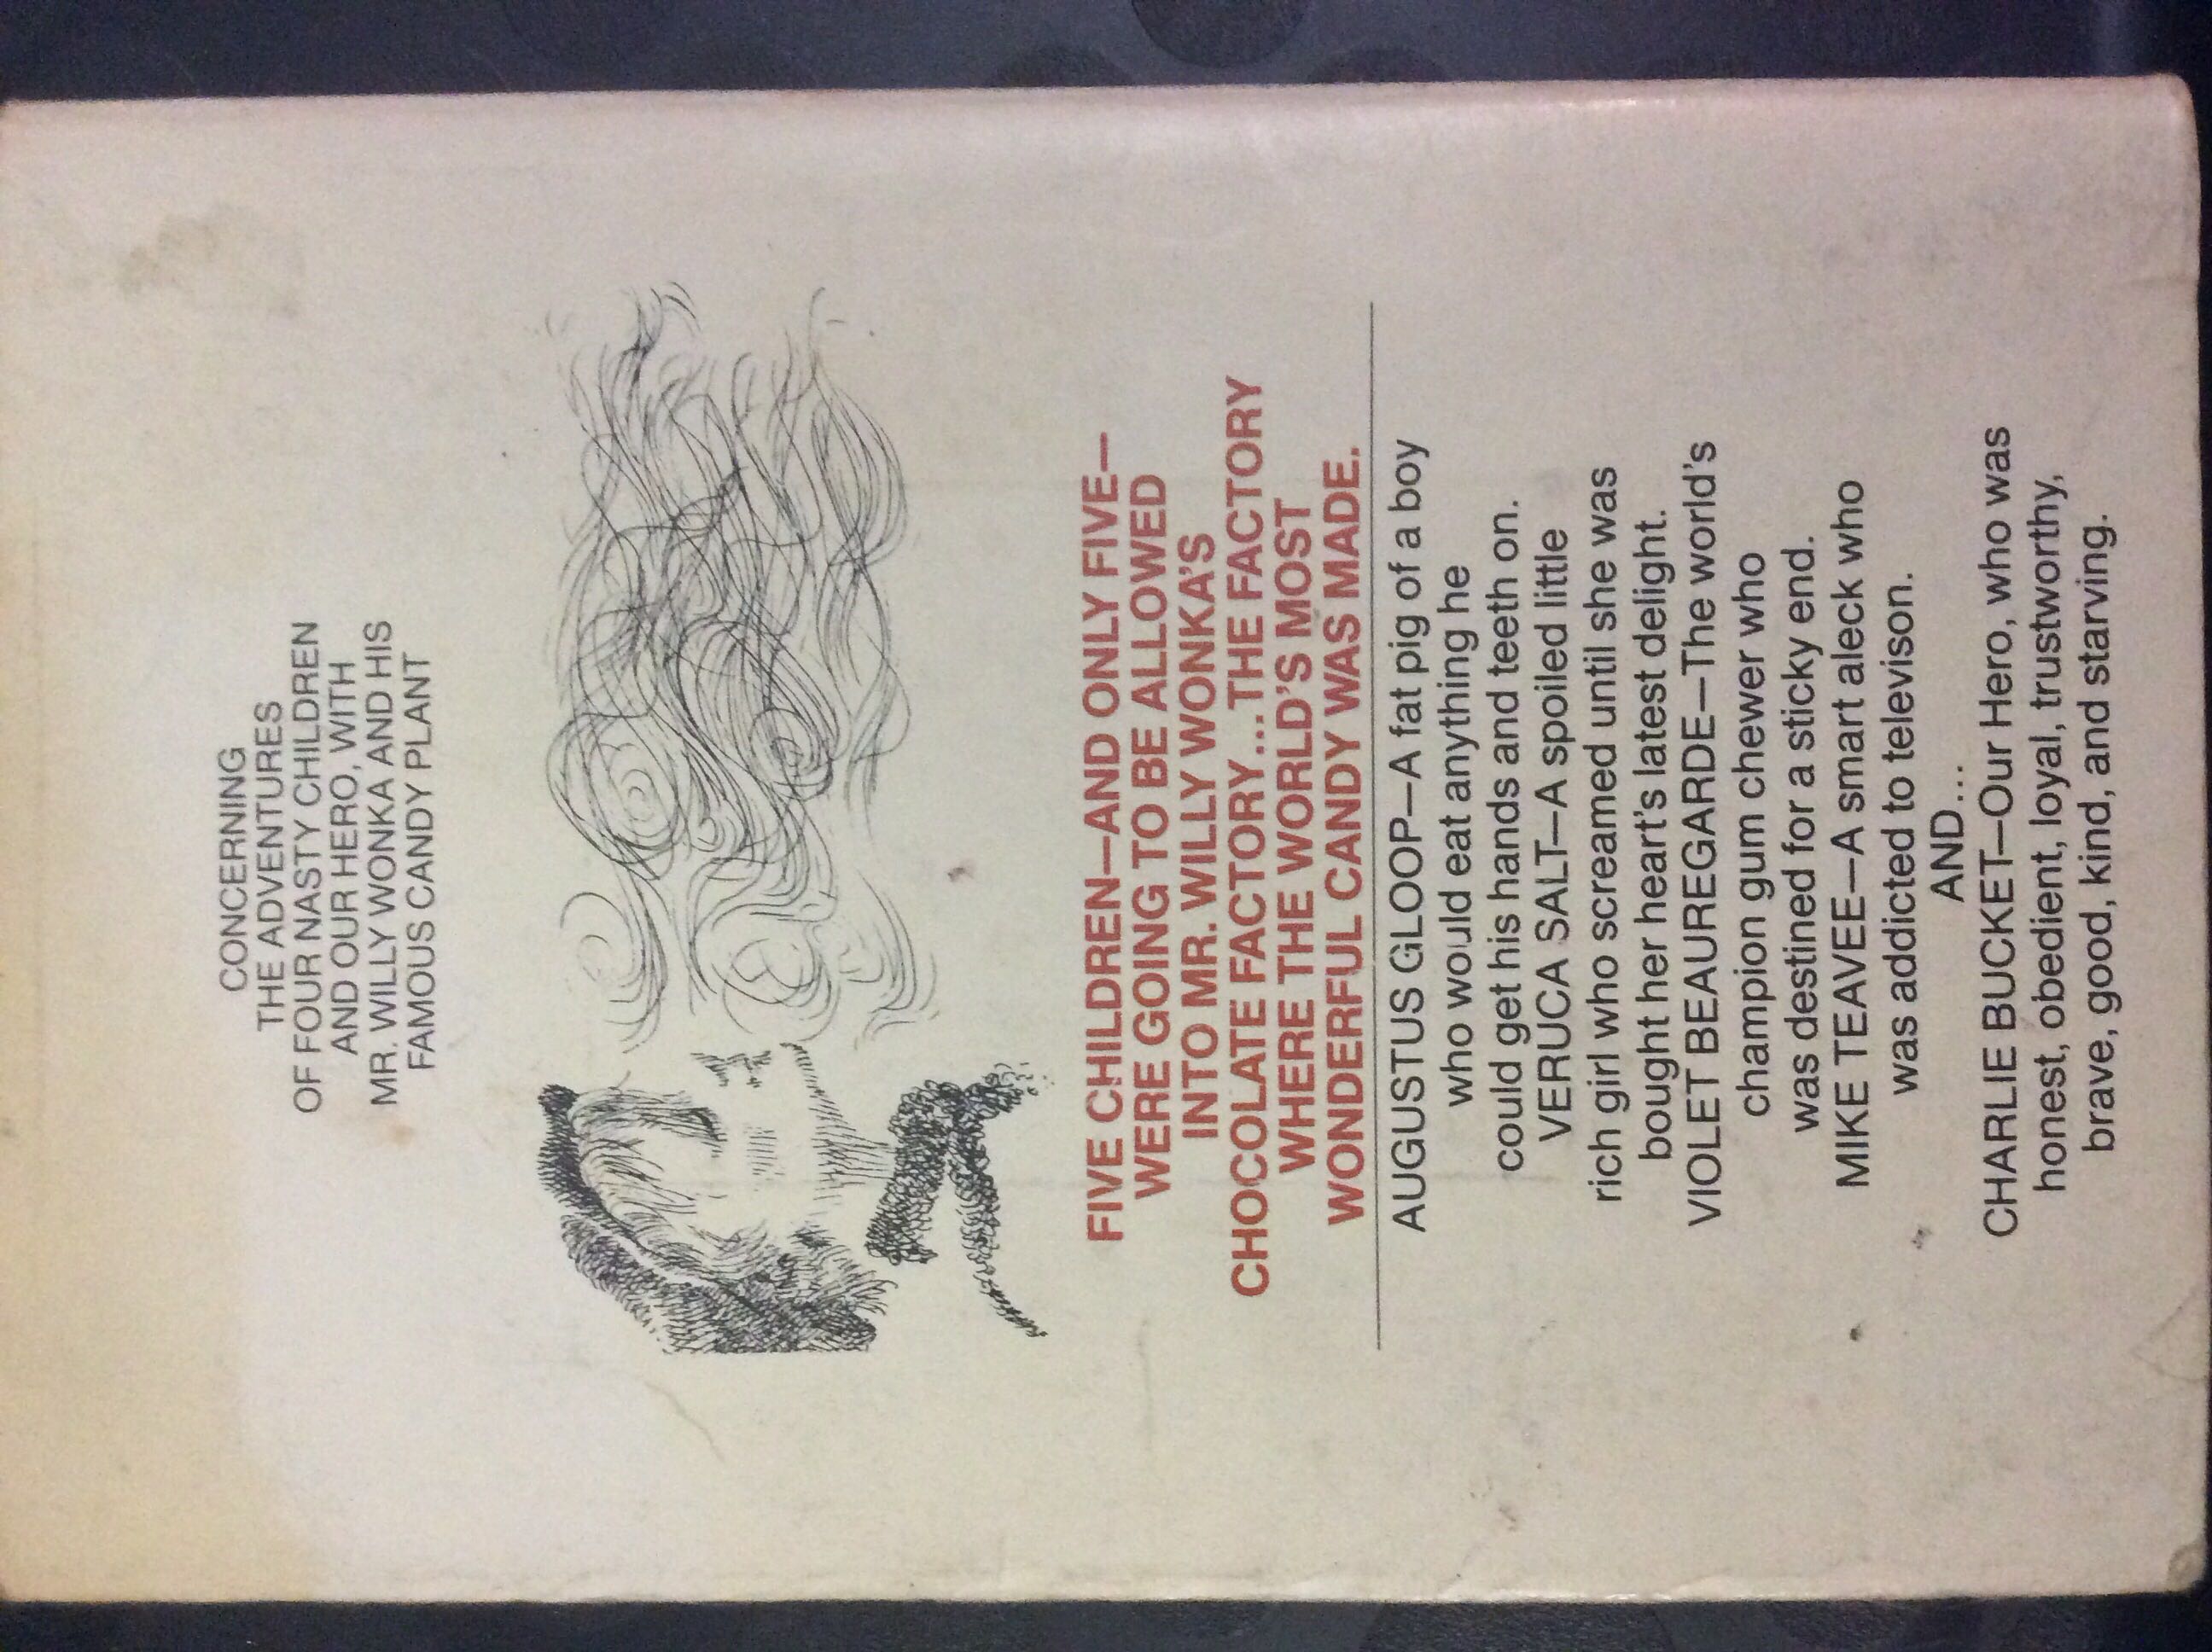 CONCERNING
THE ADVENTURES
OF FOUR NASTY CHILDREN
AND OUR HERO, WITH
MR. WILLY WONKA AND HIS
FAMOUS CANDY PLANT
FIVE CHILDREN—AND ONLY FIVE—
WERE GOING TO BE ALLOWED
INTO MR. WILLY WONKA'S
CHOCOLATE FACTORY...THE FACTORY
WHERE THE WORLD'S MOST
WONDERFUL CANDY WAS MADE.
AUGUSTUS GLOOP—A fat pig of a boy
who would eat anything he
could get his hands and teeth on.
VERUCA SALT—A spoiled little
rich girl who screamed until she was
bought her heart's latest delight.
VIOLET BEAUREGARDE—The world's
champion gum chewer who
was destined for a sticky end.
MIKE TEAVEE—A smart aleck who
was addicted to televison.
AND...
CHARLIE BUCKET—Our Hero, who was
honest, obedient, loyal, trustworthy,
brave, good, kind, and starving.